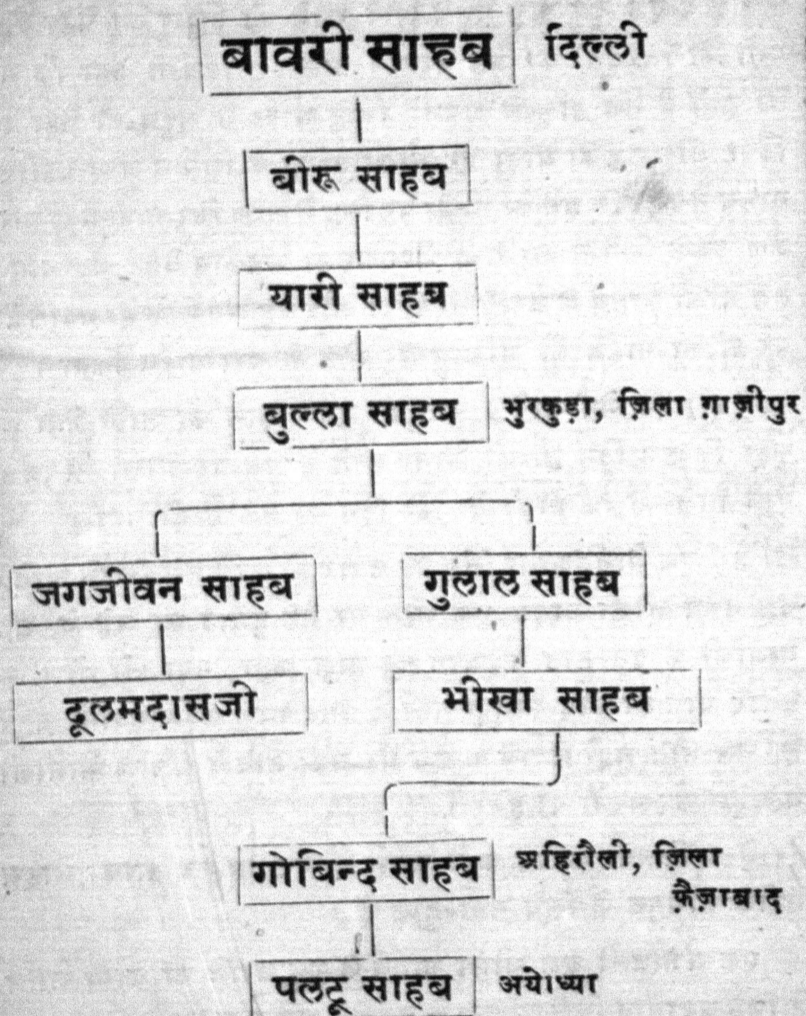 बावरी साहब दिल्ली
बीरू साहब
यारी साहब
बुल्ला साहब भुरकुड़ा, ज़िला ग़ाज़ीपुर
जगजीवन साहब गुलाल साहब
दूलमदासजी भीखा साहब
गोबिन्द साहब अहिरौली, ज़िला
फ़ैज़ाबाद
पलटू साहब अयोध्या